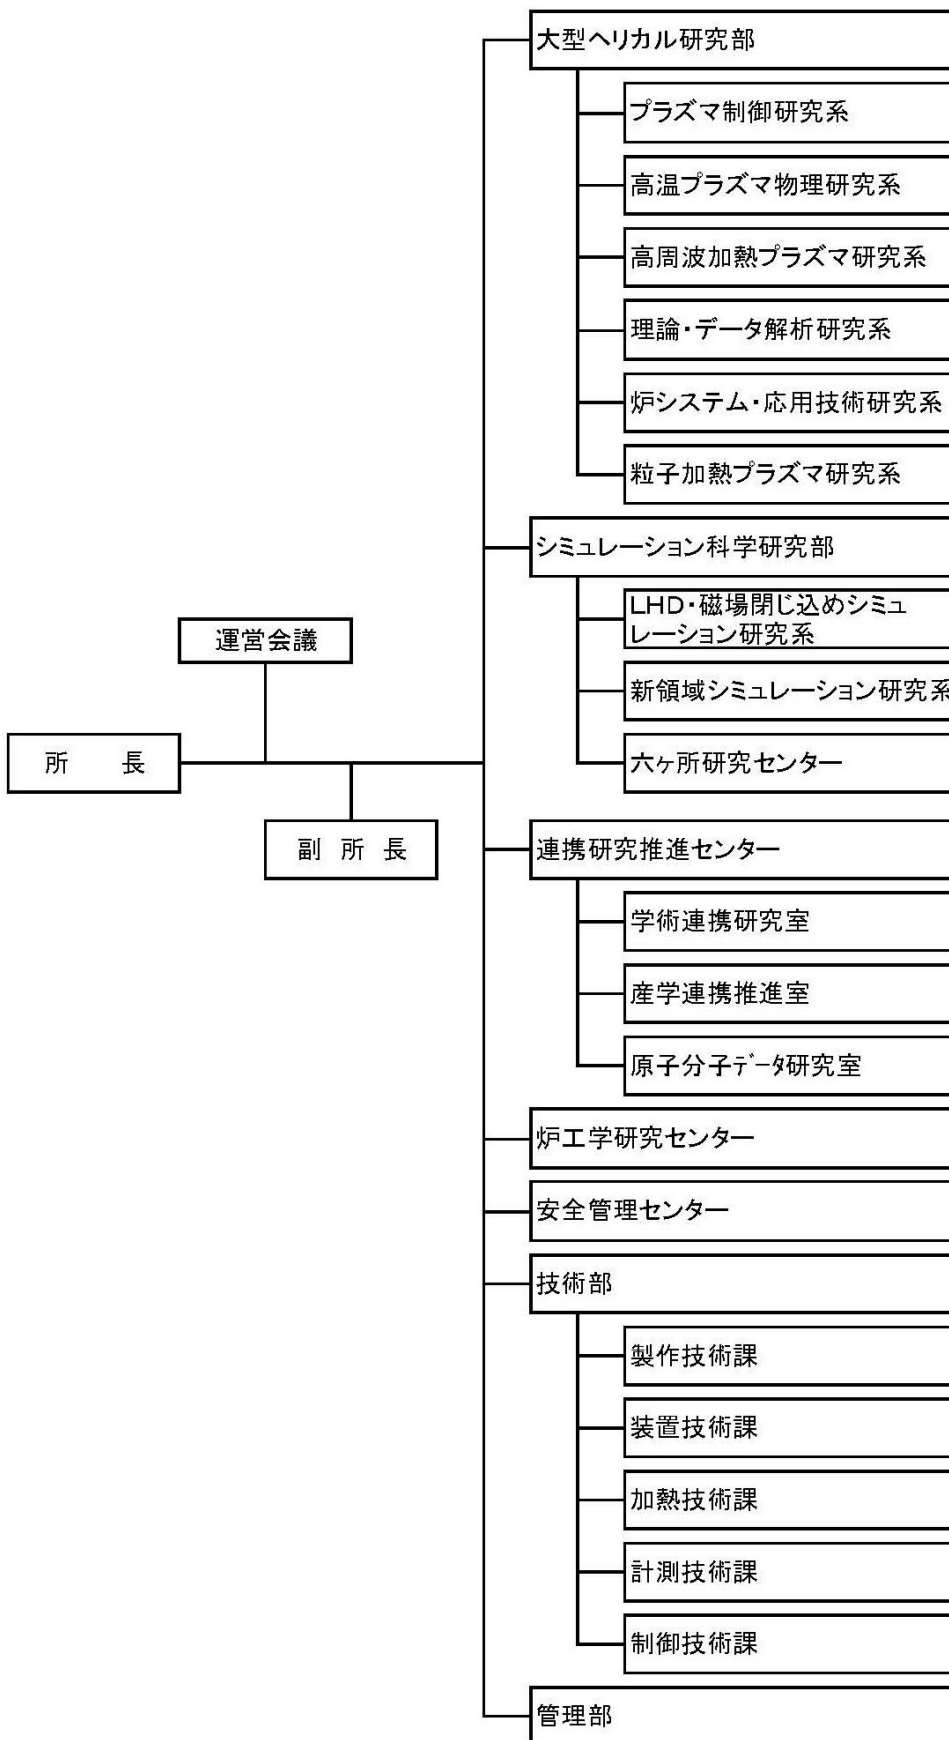 大型ヘリカル研究部
プラズマ制御研究系
高温プラズマ物理研究系
高周波加熱プラズマ研究系
理論・データ解析研究系
炉システム・応用技術研究系
粒子加熱プラズマ研究系
シミュレーション科学研究部
LHD・磁場閉じ込めシミュ
レーション研究系
新領域シミュレーション研究系
六ヶ所研究センター
運営会議
所　長
副 所 長
連携研究推進センター
学術連携研究室
産学連携推進室
原子分子ﾃﾞｰﾀ研究室
炉工学研究センター
安全管理センター
技術部
製作技術課
装置技術課
加熱技術課
計測技術課
制御技術課
管理部